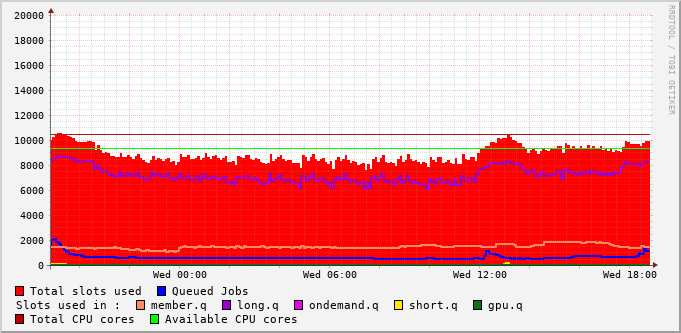 RRDTOOL / TOBI OETIKER
20000
18000
16000
14000
12000
10000
8000
6000
4000
2000
0
Wed 00:00 Wed 06:00 Wed 12:00 Wed 18:00
Total slots used Queued Jobs
Slots used in : member.q long.q ondemand.q short.q gpu.q
Total CPU cores Available CPU cores